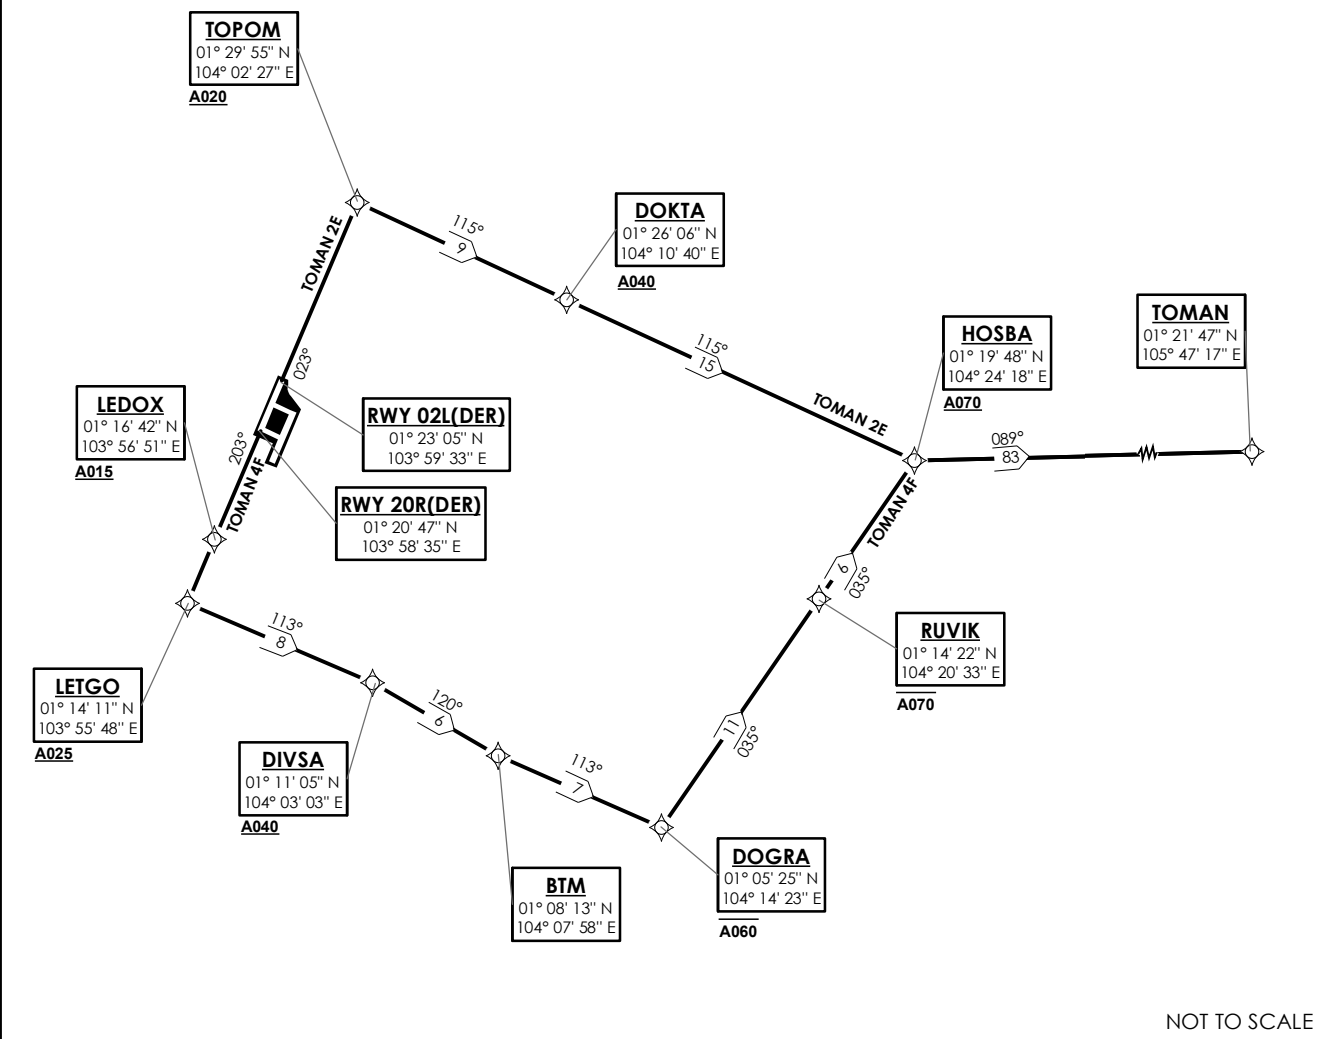 TOPOM
01° 29' 55" N
104° 02' 27" E
A020
TOMAN 2E
115°
9
DOKTA
01° 26' 06" N
104° 10' 40" E
A040
115°
15
TOMAN 2E
HOSBA
01° 19' 48" N
104° 24' 18" E
A070
TOMAN
01° 21' 47" N
105° 47' 17" E
089°
83
023°
RWY 02L(DER)
01° 23' 05" N
103° 59' 33" E
LEDOX
01° 16' 42" N
103° 56' 51" E
A015
203°
TOMAN 4F
RWY 20R(DER)
01° 20' 47" N
103° 58' 35" E
TOMAN 4F
6
035°
RUVIK
01° 14' 22" N
104° 20' 33" E
A070
113°
8
LETGO
01° 14' 11" N
103° 55' 48" E
A025
120°
6
11
035°
DIVSA
01° 11' 05" N
104° 03' 03" E
A040
113°
7
BTM
01° 08' 13" N
104° 07' 58" E
DOGRA
01° 05' 25" N
104° 14' 23" E
A060
NOT TO SCALE